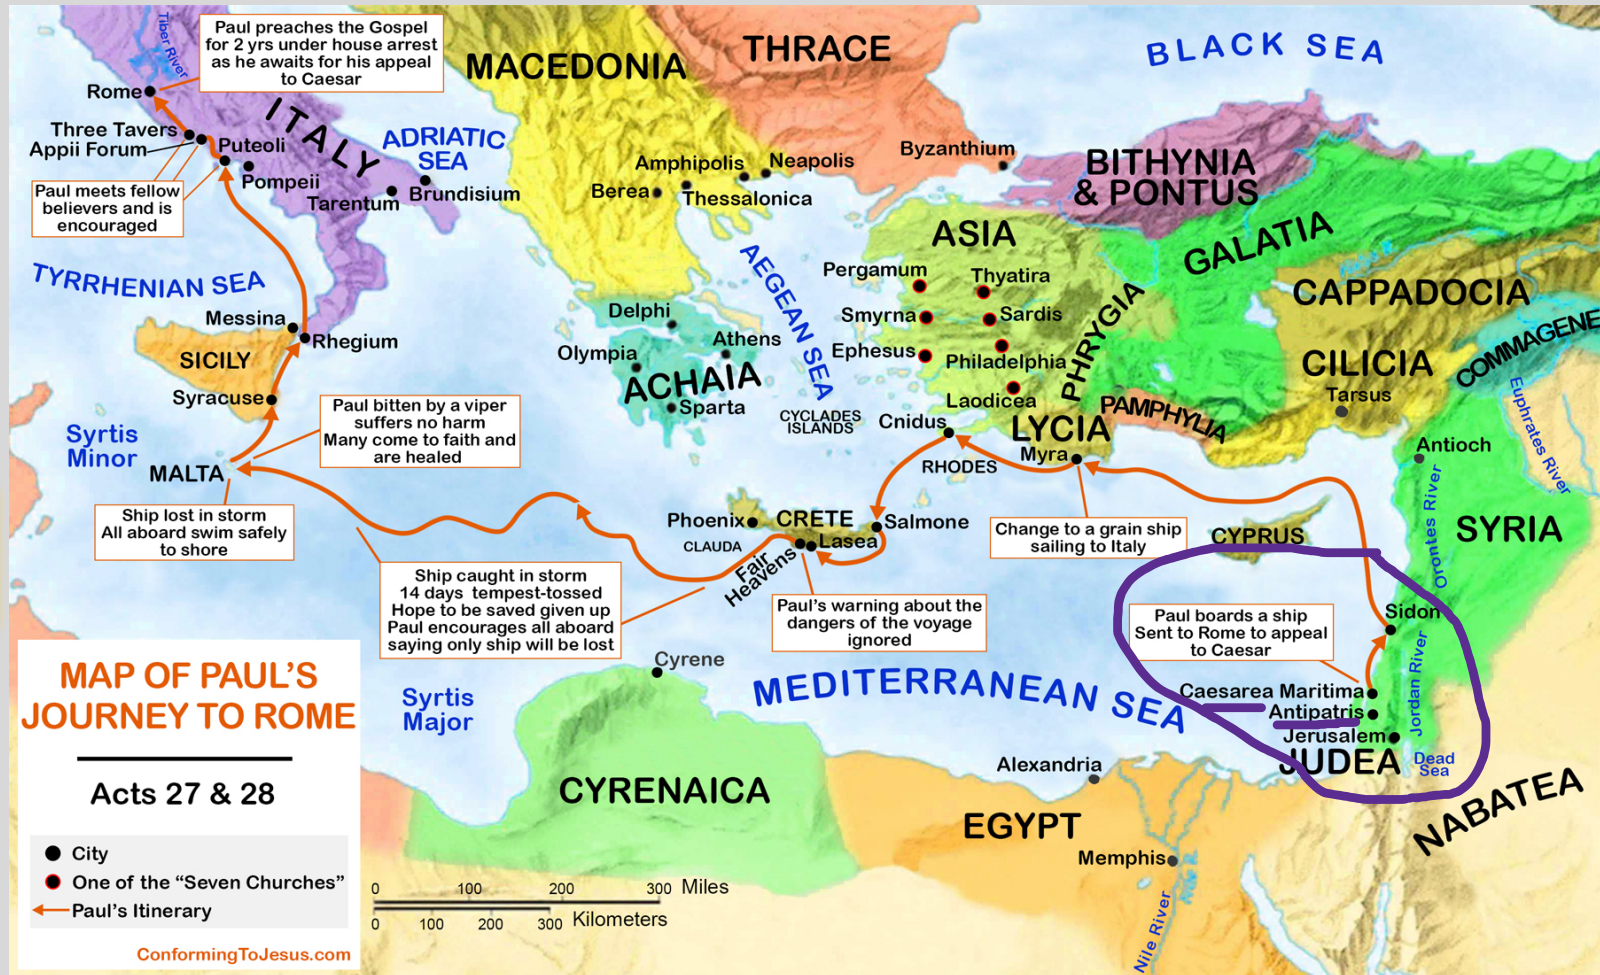 Tiber River
Paul preaches the Gospel
for 2 yrs under house arrest
as he awaits for his appeal
to Caesar
Rome
Three Tavers
Appii Forum
Puteoli
Pompeii
ITALY
ADRIATIC
SEA
Tarentum
Brundisium
Paul meets fellow
believers and is
encouraged
TYRRHENIAN SEA
Messina
Rhegium
SICILY
Syracuse
Syrtis
Minor
MALTA
Paul bitten by a viper
suffers no harm
Many come to faith and
are healed
Ship lost in storm
All aboard swim safely
to shore
MACEDONIA
THRACE
BLACK SEA
Amphipolis
Neapolis
Berea
Thessalonica
Byzanthium
BITHYNIA
& PONTUS
ASIA
GALATIA
Pergamum
Thyatira
Smyrna
Sardis
Ephesus
Philadelphia
Laodicea
PHRYGIA
CAPPADOCIA
CILICIA
Tarsus
COMMAGENE
Euphrates River
AEGEAN SEA
Delphi
Athens
Olympia
ACHAIA
Sparta
CYCLADES
ISLANDS
Cnidus
LYCIA
PAMPHYLIA
Myra
RHODES
Antioch
Orontes River
SYRIA
Phoenix
CRETE
Salmone
CLAUDA
Lasea
Fair
Heavens
Change to a grain ship
sailing to Italy
CYPRUS
Ship caught in storm
14 days tempest-tossed
Hope to be saved given up
Paul encourages all aboard
saying only ship will be lost
Paul's warning about the
dangers of the voyage
ignored
Paul boards a ship
Sent to Rome to appeal
to Caesar
Sidon
Jordan River
Caesarea Maritima
Antipatris
Jerusalem
JUDEA
Dead
Sea
NABATEA
Cyrene
Syrtis
Major
MEDITERRANEAN SEA
CYRENAICA
Alexandria
EGYPT
Memphis
Nile River
MAP OF PAUL'S
JOURNEY TO ROME
Acts 27 & 28
City
One of the "Seven Churches"
Paul's Itinerary
ConformingToJesus.com
0 100 200 300 Miles
0 100 200 300 Kilometers